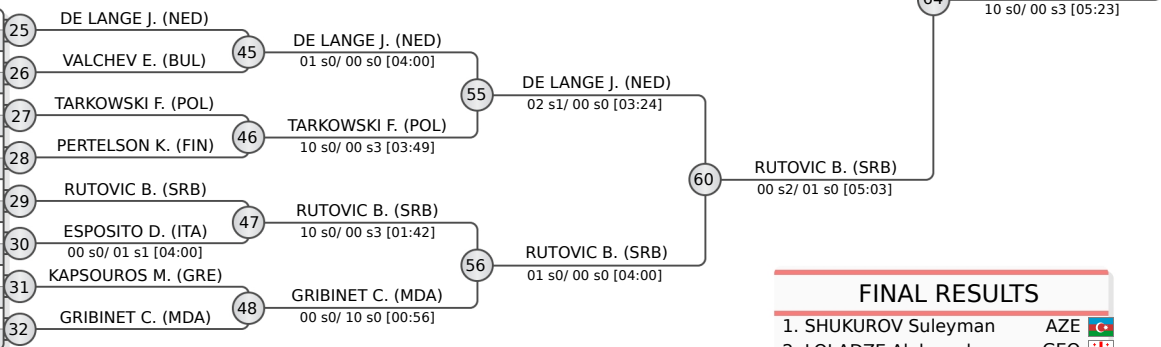 10 s0/ 00 s3 [05:23]
25
DE LANGE J. (NED)
26
VALCHEV E. (BUL)
45
DE LANGE J. (NED)
01 s0/ 00 s0 [04:00]
27
TARKOWSKI F. (POL)
28
PERTELSON K. (FIN)
46
TARKOWSKI F. (POL)
10 s0/ 00 s3 [03:49]
55
DE LANGE J. (NED)
02 s1/ 00 s0 [03:24]
29
RUTOVIC B. (SRB)
30
ESPOSITO D. (ITA)
00 s0/ 01 s1 [04:00]
47
RUTOVIC B. (SRB)
10 s0/ 00 s3 [01:42]
31
KAPSOUROS M. (GRE)
32
GRIBINET C. (MDA)
48
GRIBINET C. (MDA)
00 s0/ 10 s0 [00:56]
56
RUTOVIC B. (SRB)
01 s0/ 00 s0 [04:00]
60
RUTOVIC B. (SRB)
00 s2/ 01 s0 [05:03]
FINAL RESULTS
1. SHUKUROV Suleyman AZE